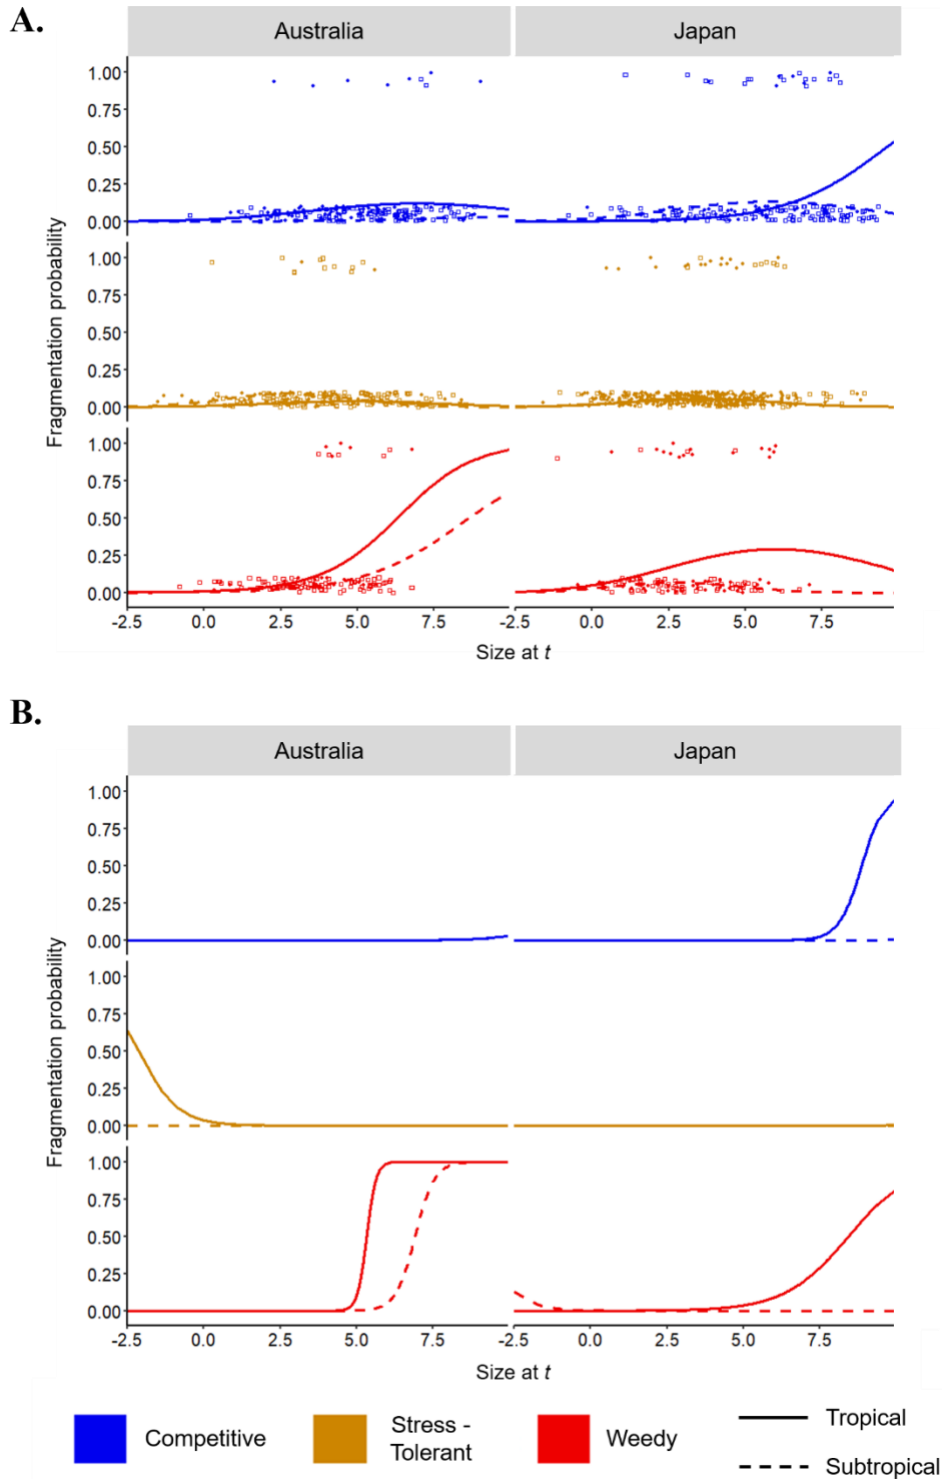 A.
Australia
Japan
Fragmentation probability
1.00
0.75
0.50
0.25
0.00
1.00
0.75
0.50
0.25
0.00
1.00
0.75
0.50
0.25
0.00
-2.5 0.0 2.5 5.0 7.5 -2.5 0.0 2.5 5.0 7.5
Size at t
B.
Australia
Japan
Fragmentation probability
1.00
0.75
0.50
0.25
0.00
1.00
0.75
0.50
0.25
0.00
1.00
0.75
0.50
0.25
0.00
-2.5 0.0 2.5 5.0 7.5 -2.5 0.0 2.5 5.0 7.5
Size at t
Competitive
Stress -
Tolerant
Weedy
Tropical
Subtropical